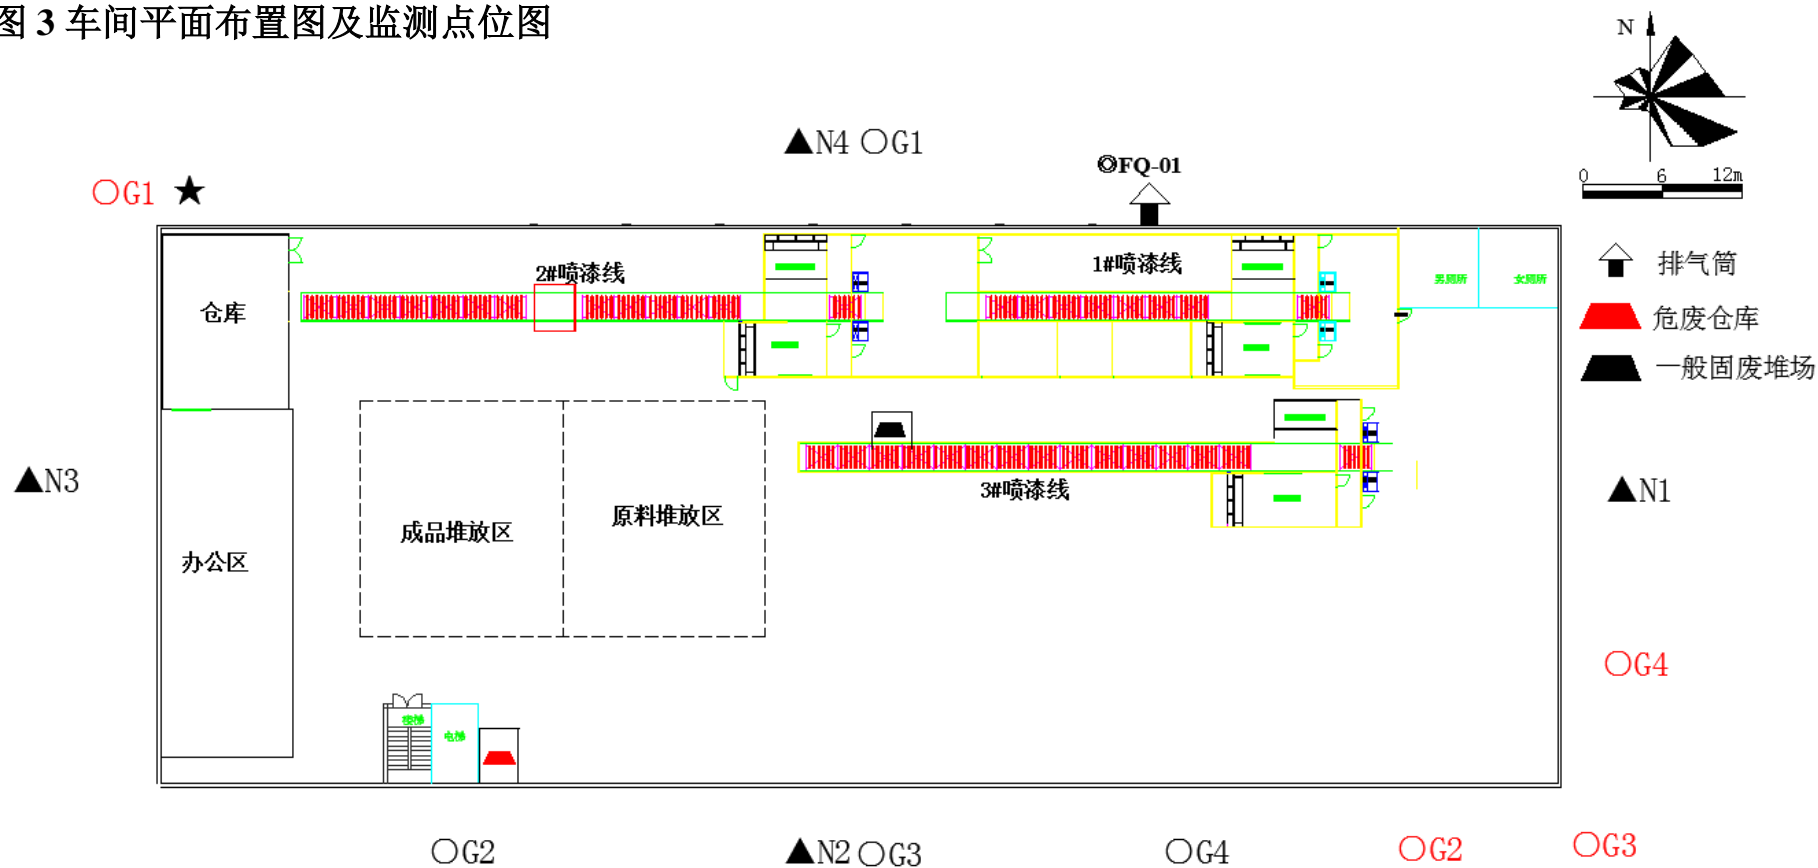 图 3 车间平面布置图及监测点位图
N
0 6 12m
▲N4 ○G1
◎FQ-01
○G1 ★
排气筒
危废仓库
一般固废堆场
2#喷漆线
1#喷漆线
男厕所
女厕所
仓库
▲N3
3#喷漆线
▲N1
成品堆放区
原料堆放区
办公区
○G4
楼梯
电梯
○G2
▲N2 ○G3
○G4
○G2
○G3